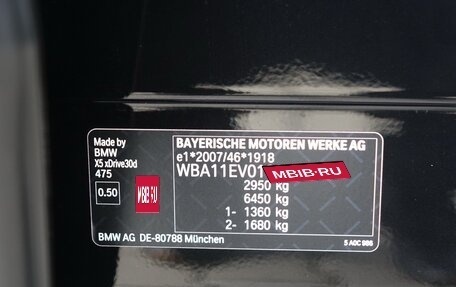 Made by
BMW
X5 xDrive30d
475
0.50
MBIB.RU
BAYERISCHE MOTOREN WERKE AG
e1*2007/46*1918
WBA11EV01
MBIB.RU
2950 kg
6450 kg
1- 1360 kg
2- 1680 kg
BMW AG DE-80788 München
5 A0C 986